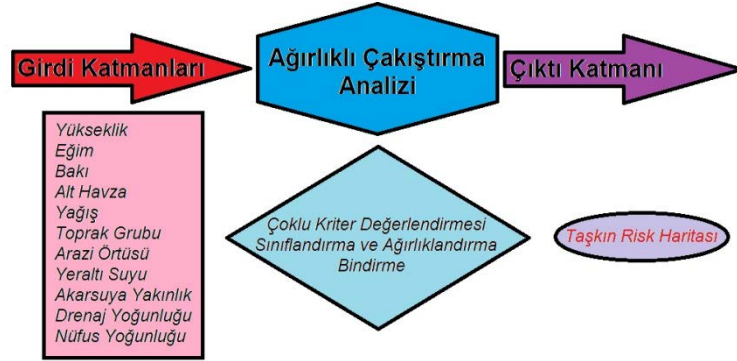 Girdi Katmanları
Ağırlıklı Çakıştırma
Analizi
Çıktı Katmanı
Yükseklik
Eğim
Bakı
Alt Havza
Yağış
Toprak Grubu
Arazi Örtüsü
Yeraltı Suyu
Akarsuya Yakınlık
Drenaj Yoğunluğu
Nüfus Yoğunluğu
Çoklu Kriter Değerlendirmesi
Sınıflandırma ve Ağırlıklandırma
Bindirme
Taşkın Risk Haritası